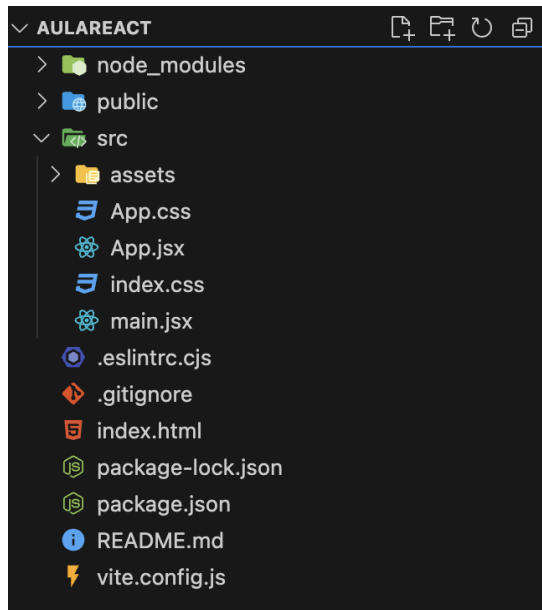 AULAREACT
node_modules
public
src
assets
App.css
App.jsx
index.css
main.jsx
.eslintrc.cjs
.gitignore
index.html
package-lock.json
package.json
README.md
vite.config.js